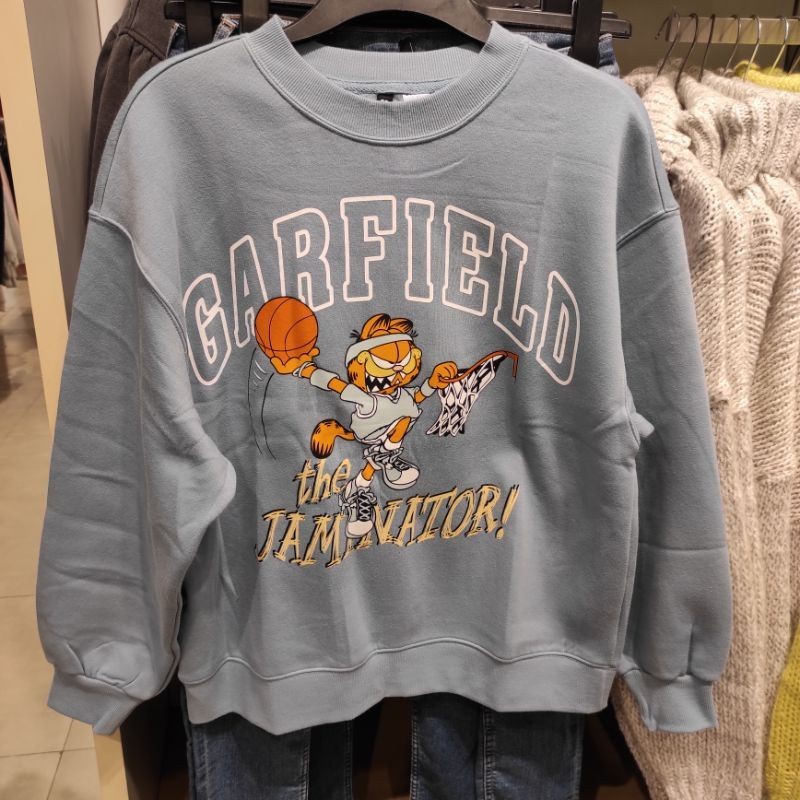 GARFIELD
the
JAMINATOR!